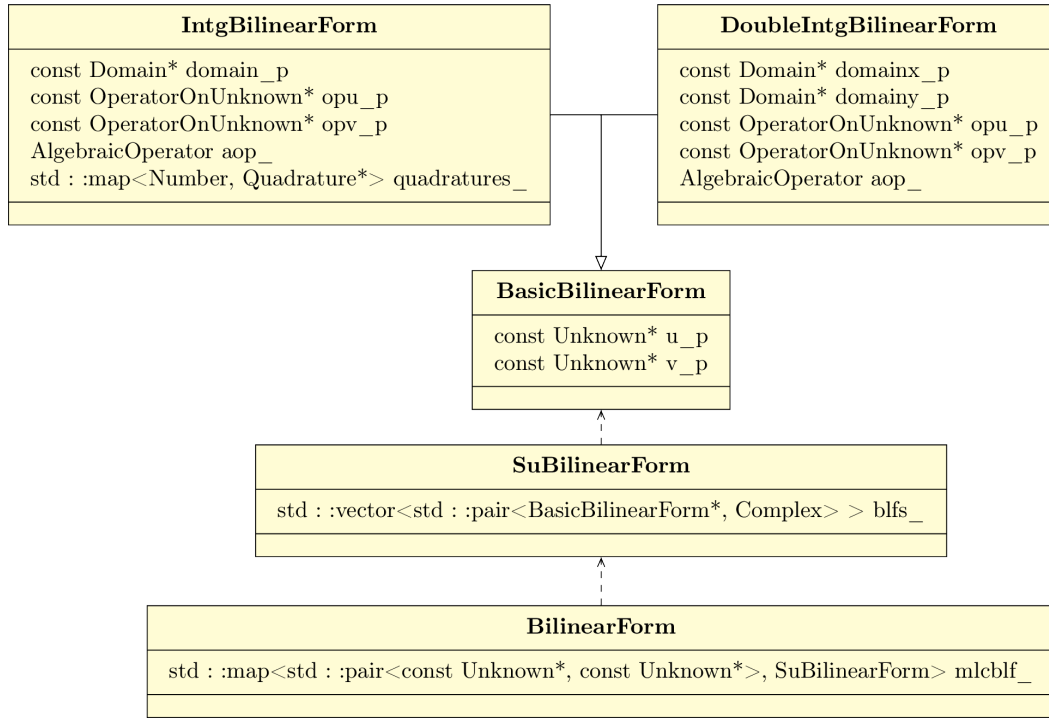 IntgBilinearForm
const Domain* domain_p
const OperatorOnUnknown* opu_p
const OperatorOnUnknown* opv_p
AlgebraicOperator aop_
std : :map<Number, Quadrature*> quadratures_
DoubleIntgBilinearForm
const Domain* domainx_p
const Domain* domainy_p
const OperatorOnUnknown* opu_p
const OperatorOnUnknown* opv_p
AlgebraicOperator aop_
BasicBilinearForm
const Unknown* u_p
const Unknown* v_p
SuBilinearForm
std : :vector<std : :pair<BasicBilinearForm*, Complex> > blfs_
BilinearForm
std : :map<std : :pair<const Unknown*, const Unknown*>, SuBilinearForm> mlcblf_